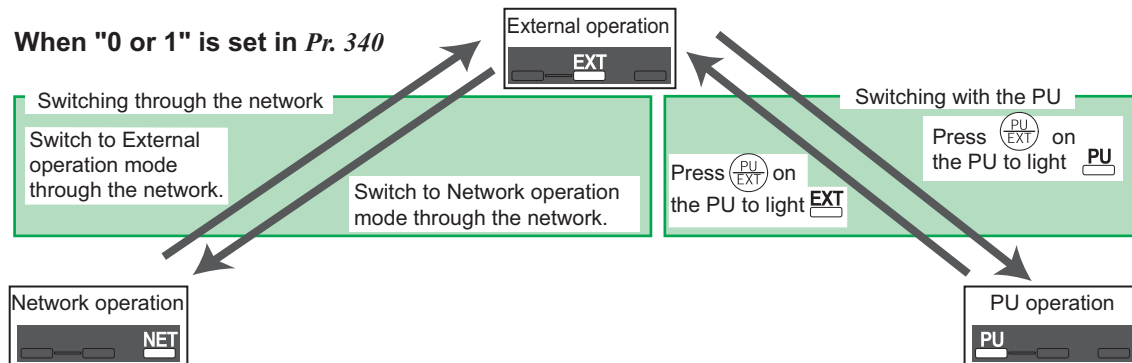 When "0 or 1" is set in Pr. 340
External operation
EXT
Switching through the network
Switch to External
operation mode
through the network.
Switch to Network operation
mode through the network.
Switching with the PU
Press PU/EXT on
the PU to light PU
Press PU/EXT on
the PU to light EXT
Network operation
NET
PU operation
PU